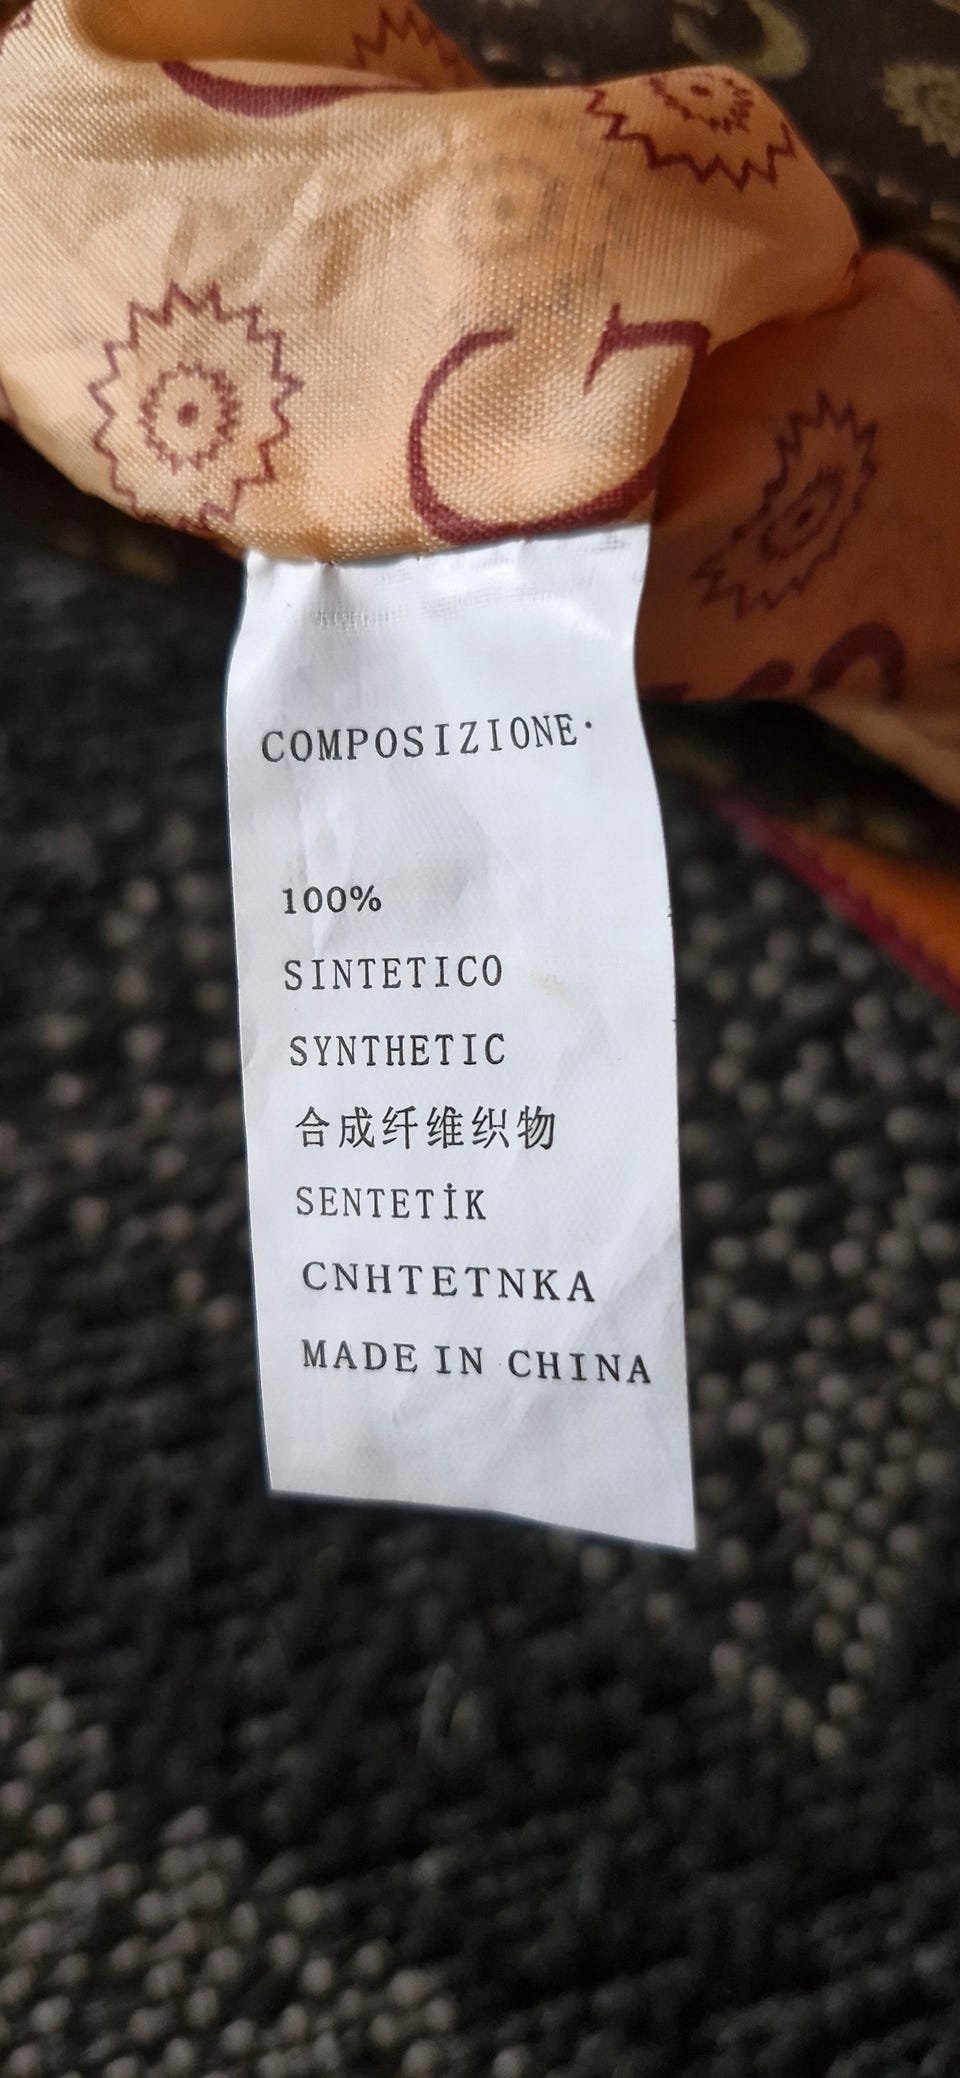 COMPOSIZIONE·
100%
SINTETICO
SYNTHETIC
合成纤维织物
SENTETİK
CNHTETNKA
MADE IN CHINA